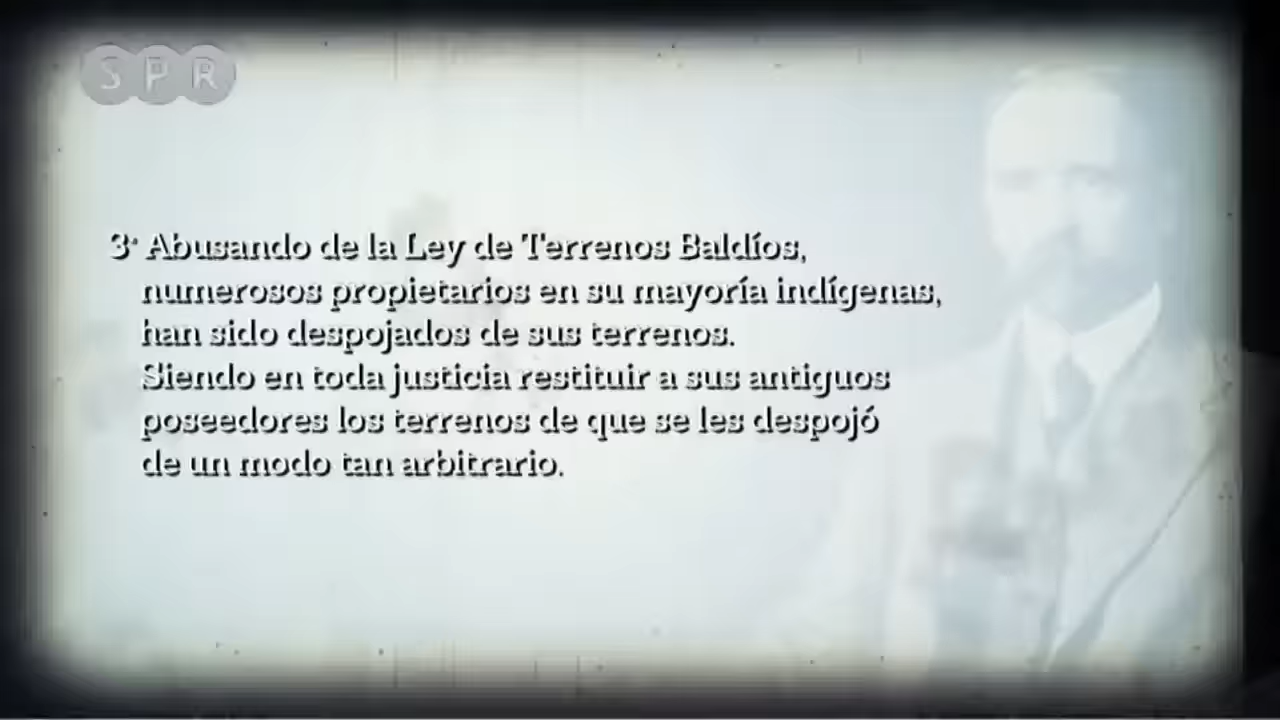 SPR
3° Abusando de la Ley de Terrenos Baldíos,
numerosos propietarios en su mayoría indígenas,
han sido despojados de sus terrenos.
Siendo en toda justicia restituir a sus antiguos
poseedores los terrenos de que se les despojó
de un modo tan arbitrario.